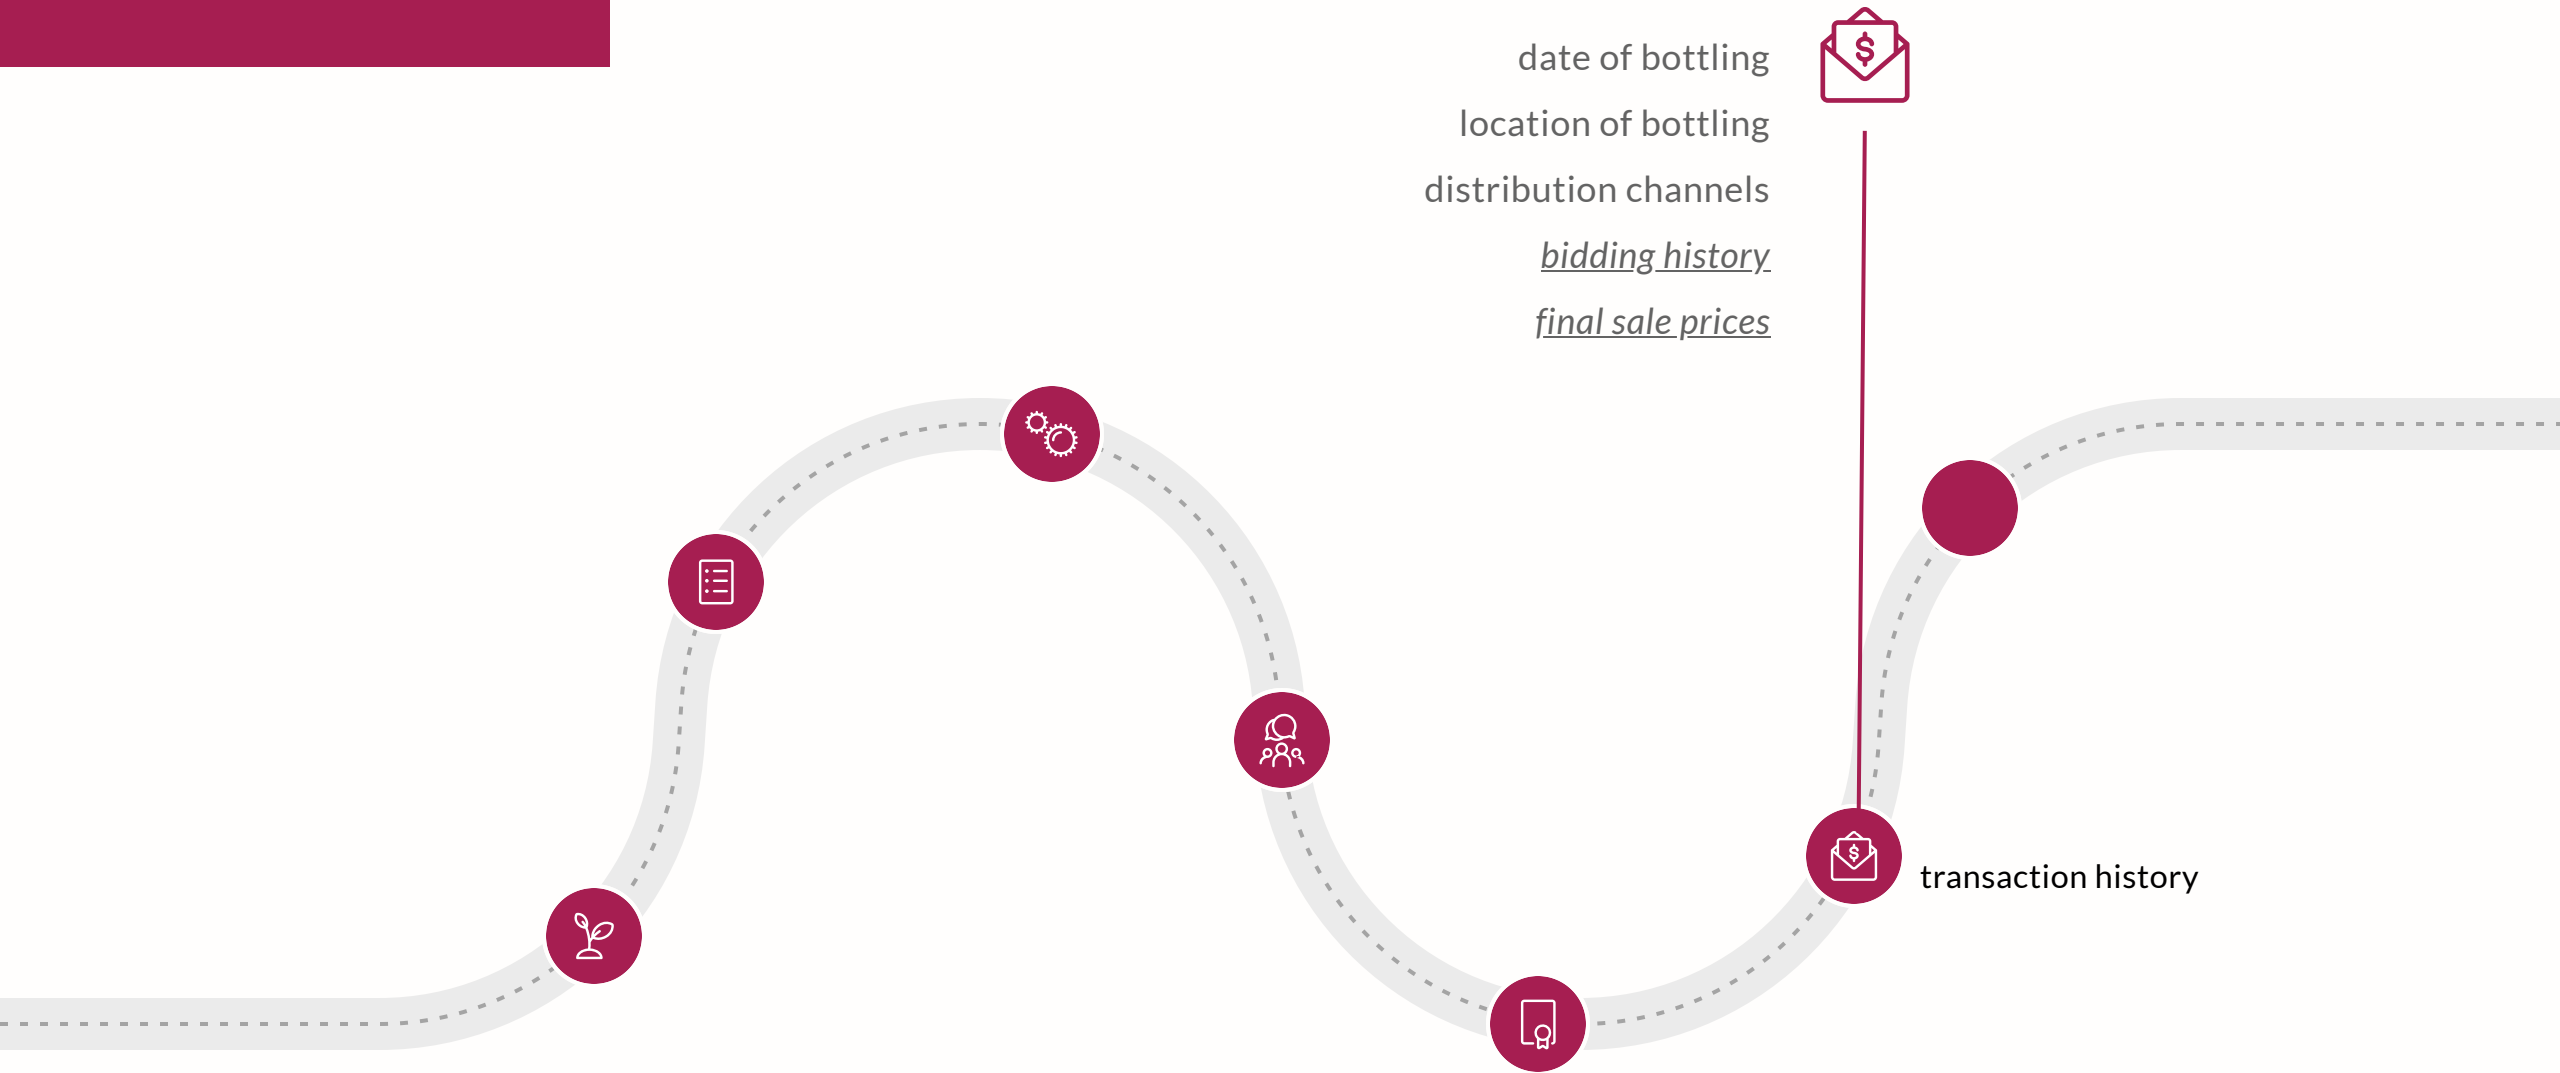 date of bottling
location of bottling
distribution channels
bidding history
final sale prices
transaction history